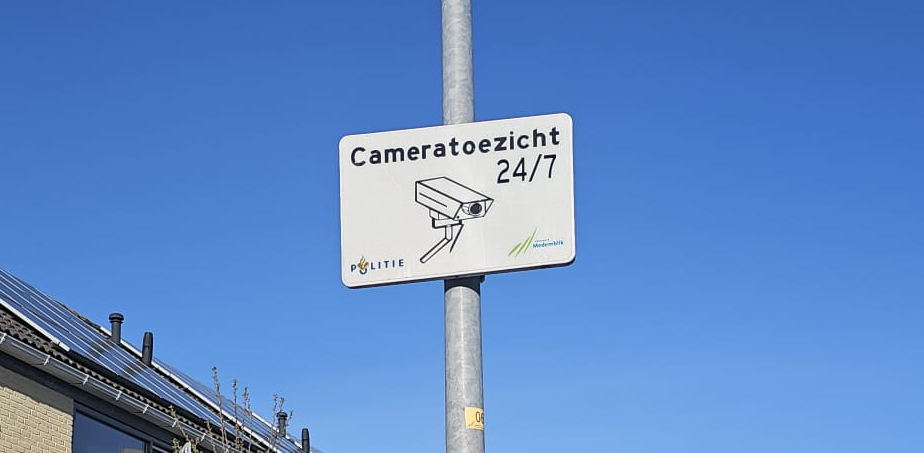 Cameratoezicht
24/7
POLITIE
Medemblik